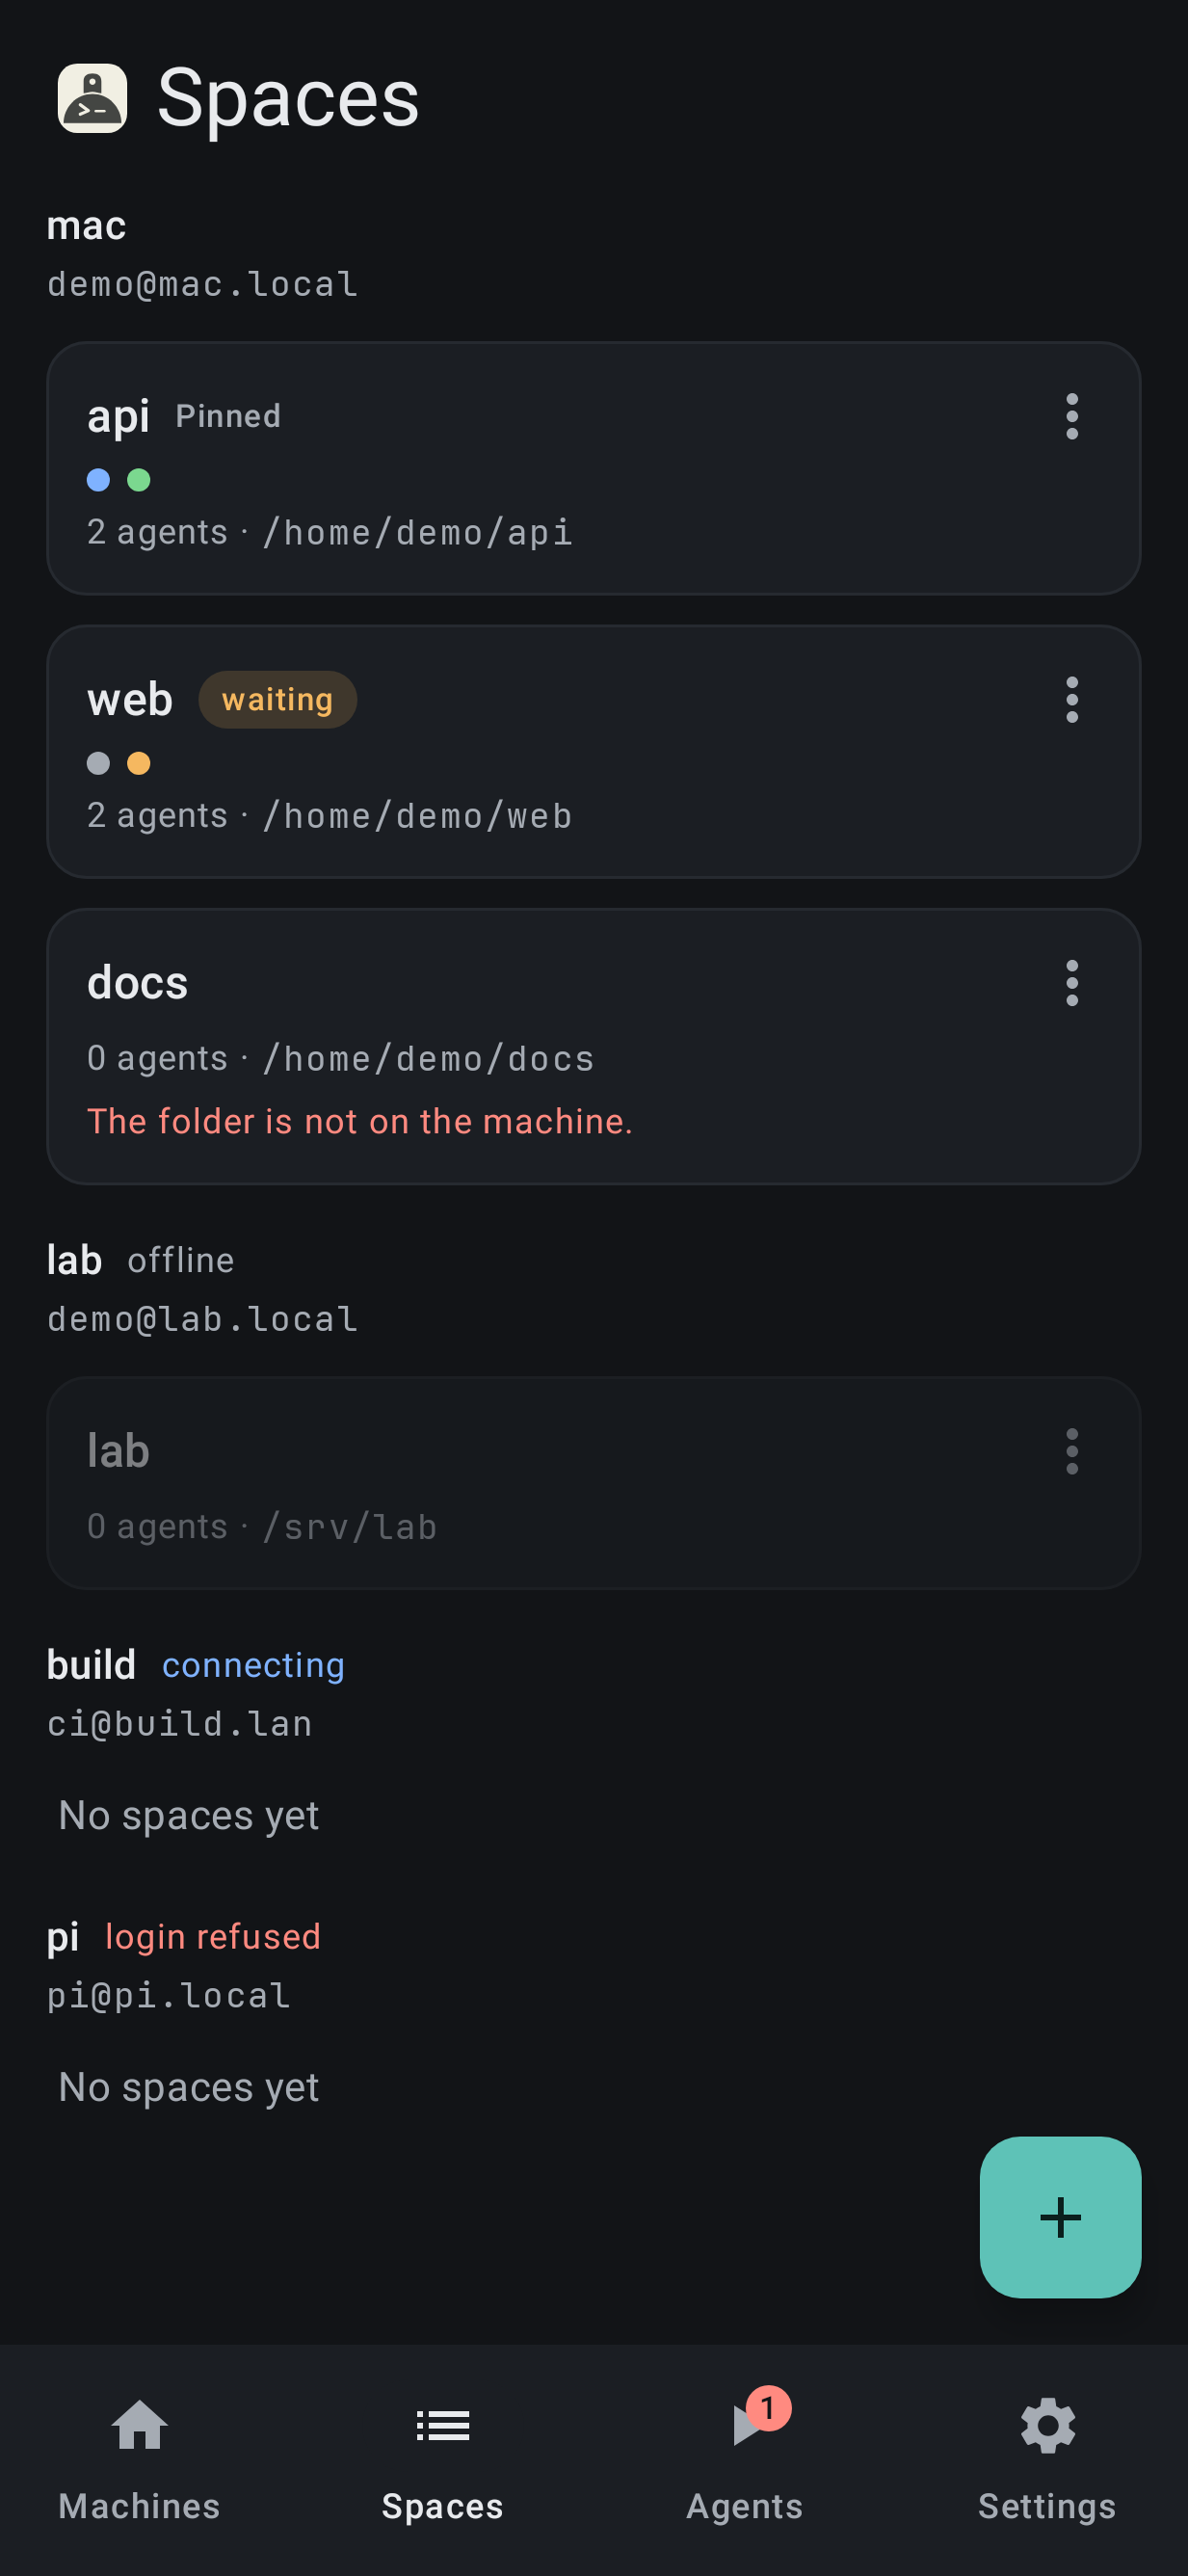 Spaces
mac
demo@mac.local
api Pinned
2 agents · /home/demo/api
web waiting
2 agents · /home/demo/web
docs
0 agents · /home/demo/docs
The folder is not on the machine.
lab offline
demo@lab.local
lab
0 agents · /srv/lab
build connecting
ci@build.lan
No spaces yet
pi login refused
pi@pi.local
No spaces yet
1
Machines Spaces Agents Settings